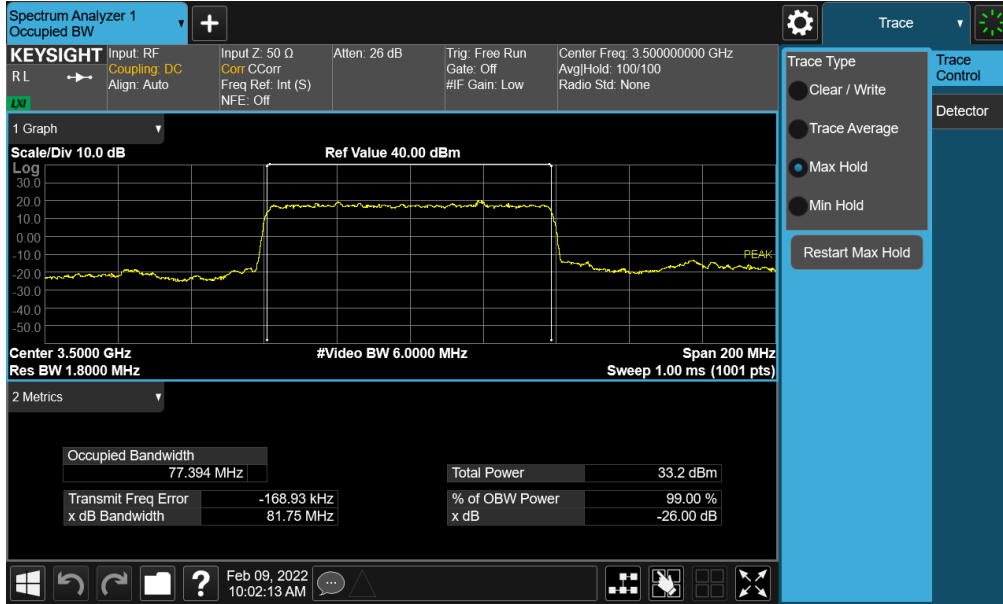 Spectrum Analyzer 1
Occupied BW
+
Trace
KEYSIGHT
RL
LXI
Input: RF
Coupling: DC
Align: Auto
Input Z: 50 Ω
Corr CCorr
Freq Ref: Int (S)
NFE: Off
Atten: 26 dB
Trig: Free Run
Gate: Off
#IF Gain: Low
Center Freq: 3.500000000 GHz
Avg|Hold: 100/100
Radio Std: None
Trace Type
Clear / Write
Trace Average
Max Hold
Min Hold
Restart Max Hold
Trace
Control
Detector
1 Graph
Scale/Div 10.0 dB
Ref Value 40.00 dBm
Log
30.0
20.0
10.0
0.00
-10.0
-20.0
-30.0
-40.0
-50.0
PEAK
Center 3.5000 GHz
#Video BW 6.0000 MHz
Span 200 MHz
Res BW 1.8000 MHz
Sweep 1.00 ms (1001 pts)
2 Metrics
Occupied Bandwidth
77.394 MHz
Total Power 33.2 dBm
Transmit Freq Error -168.93 kHz
% of OBW Power 99.00 %
x dB Bandwidth 81.75 MHz
x dB -26.00 dB
?
Feb 09, 2022
10:02:13 AM